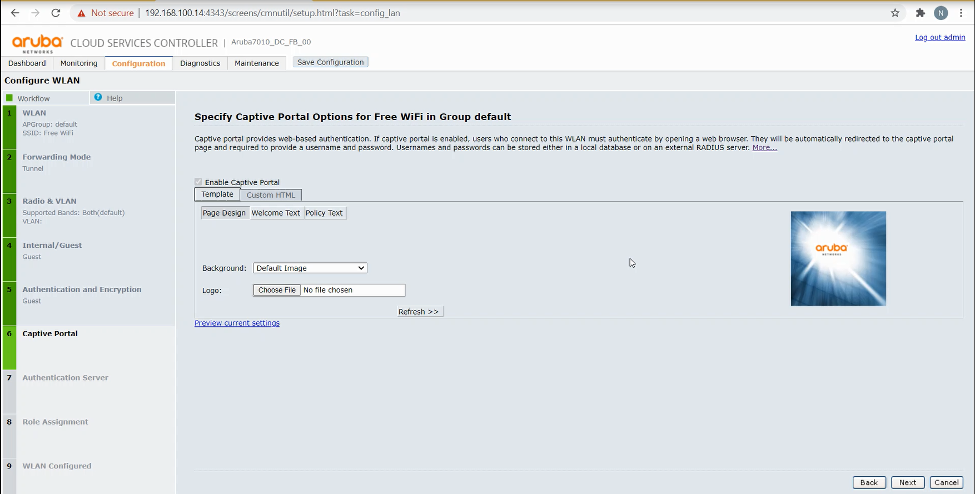 Not secure | 192.168.100.14:4343/screens/cmnutil/setup.html?task=config_lan
N
aruba NETWORKS CLOUD SERVICES CONTROLLER | Aruba7010_DC_FB_00
Log out admin
Dashboard Monitoring Configuration Diagnostics Maintenance Save Configuration
Configure WLAN
Workflow ? Help
1 WLAN
APGroup: default
SSID: Free WiFi
2 Forwarding Mode
Tunnel
3 Radio & VLAN
Supported Bands: Both(default)
VLAN:
4 Internal/Guest
Guest
5 Authentication and Encryption
Guest
6 Captive Portal
7 Authentication Server
8 Role Assignment
9 WLAN Configured
Specify Captive Portal Options for Free WiFi in Group default
Captive portal provides web-based authentication. If captive portal is enabled, users who connect to this WLAN must authenticate by opening a web browser. They will be automatically redirected to the captive portal
page and required to provide a username and password. Usernames and passwords can be stored either in a local database or on an external RADIUS server. More...
Enable Captive Portal
Template Custom HTML
Page Design Welcome Text Policy Text
Background: Default Image
Logo: Choose File No file chosen
Refresh >>
Preview current settings
aruba
NETWORKS
Back Next Cancel